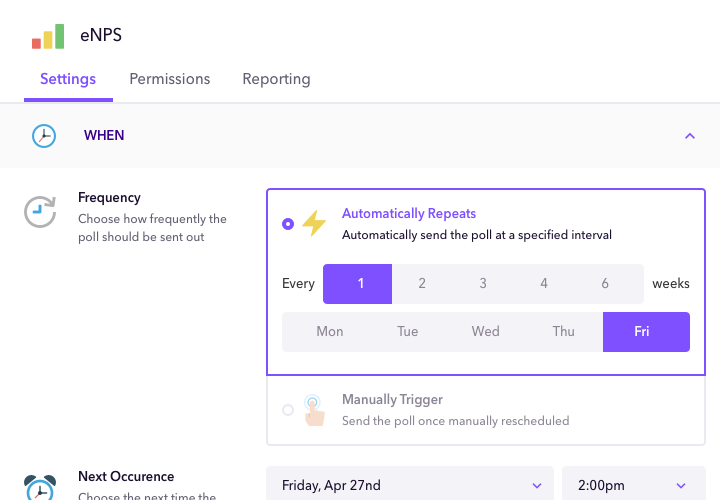 eNPS
Settings Permissions Reporting
WHEN
Frequency
Choose how frequently the
poll should be sent out
Automatically Repeats
Automatically send the poll at a specified interval
Every 1 2 3 4 6 weeks
Mon Tue Wed Thu Fri
Manually Trigger
Send the poll once manually rescheduled
Next Occurence
Choose the next time the
Friday, Apr 27nd 2:00pm